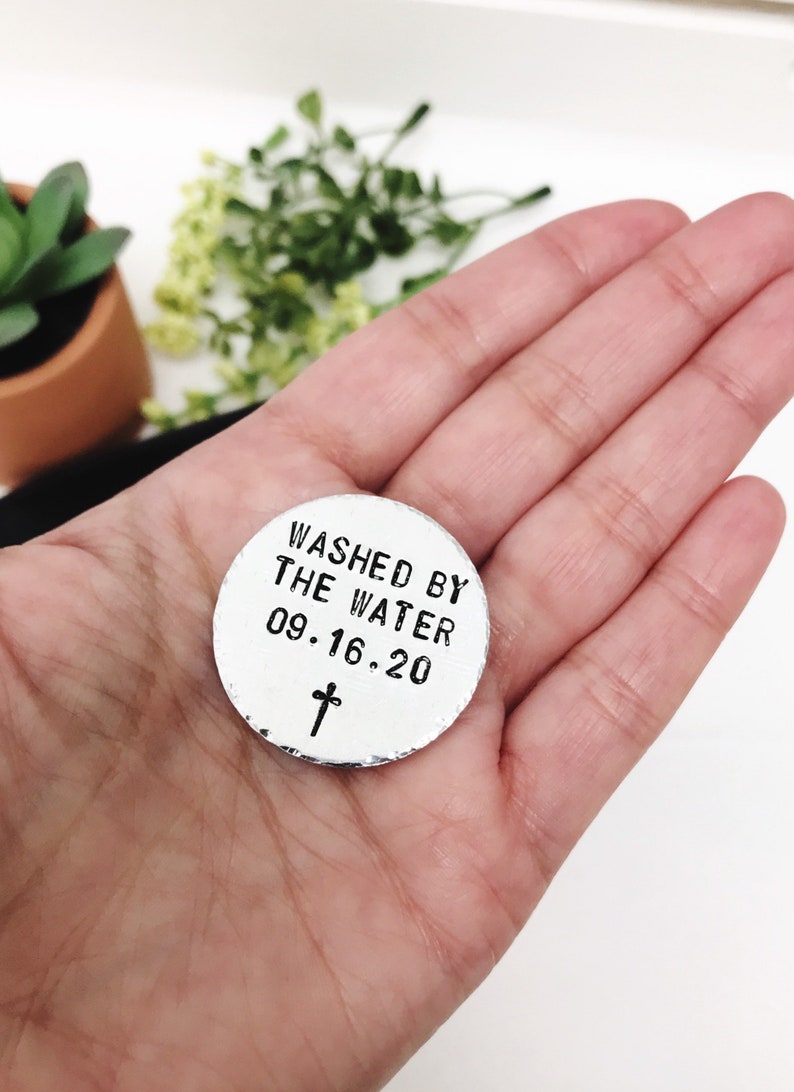 WASHED BY
THE WATER
09.16.20